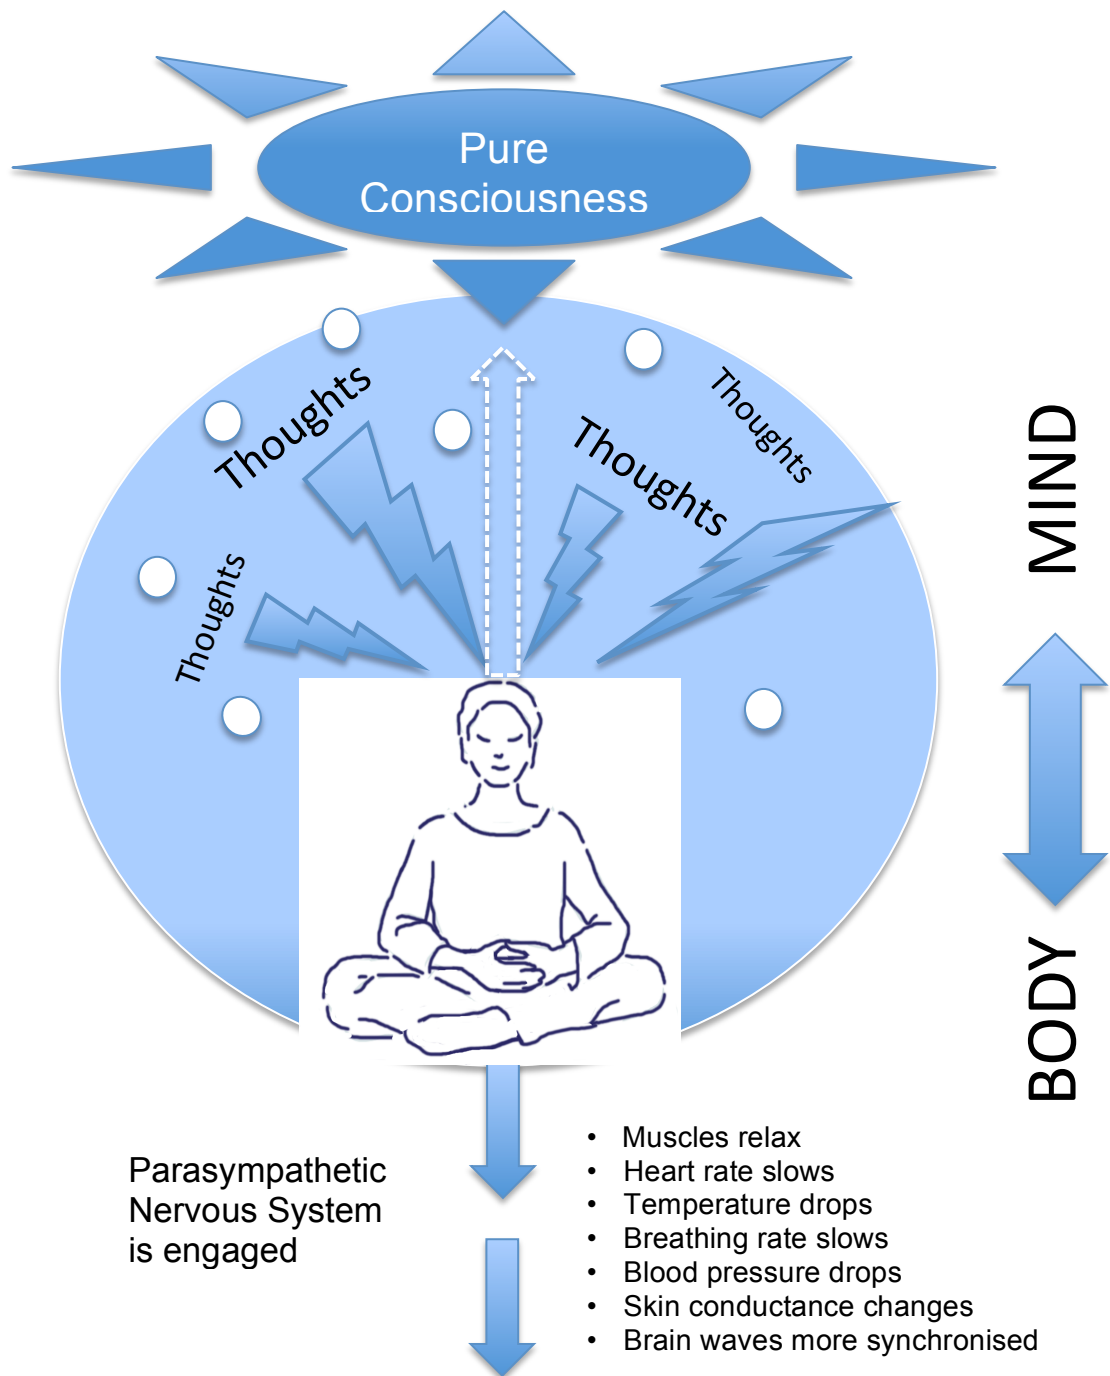 Pure
Consciousness
Thoughts
Thoughts
Thoughts
Thoughts
MIND
BODY
Parasympathetic
Nervous System
is engaged
• Muscles relax
• Heart rate slows
• Temperature drops
• Breathing rate slows
• Blood pressure drops
• Skin conductance changes
• Brain waves more synchronised